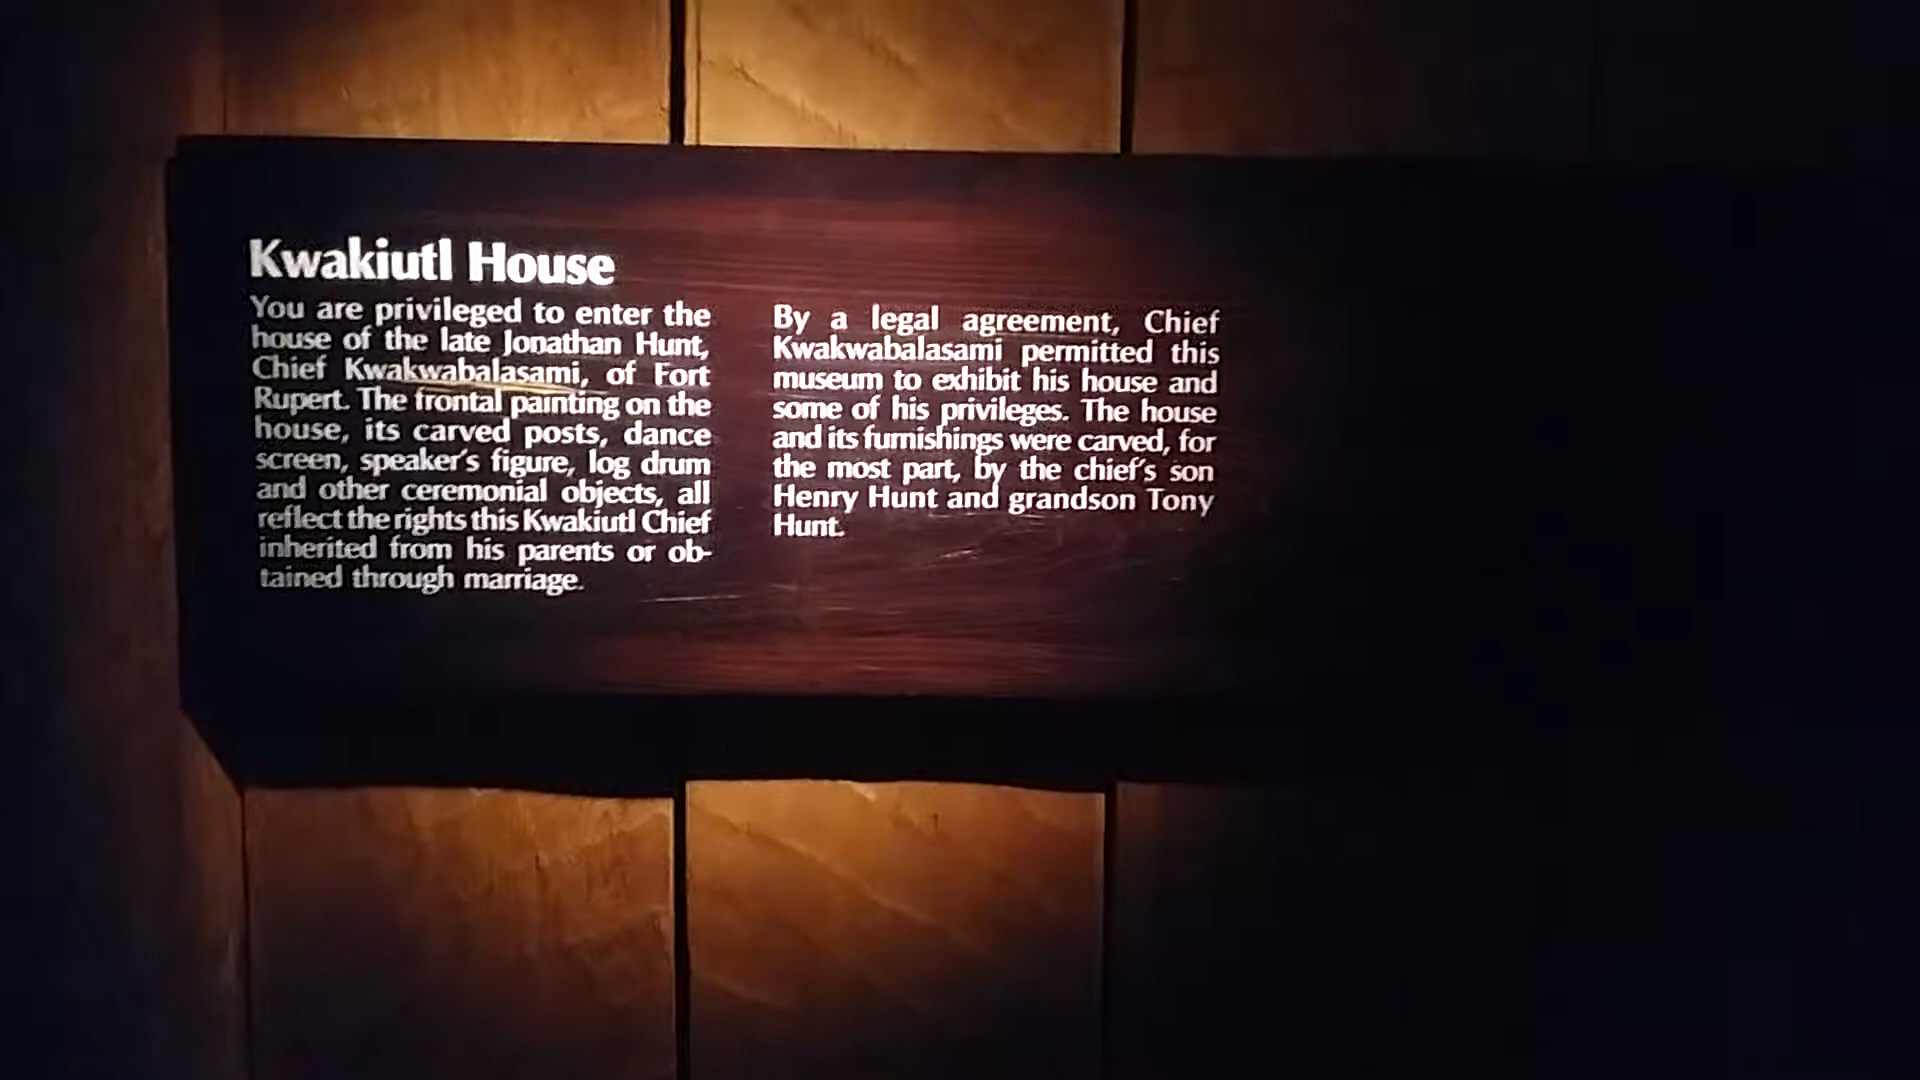 Kwakiutl House
You are privileged to enter the
house of the late Jonathan Hunt,
Chief Kwakwabalasami, of Fort
Rupert. The frontal painting on the
house, its carved posts, dance
screen, speaker's figure, log drum
and other ceremonial objects, all
reflect the rights this Kwakiutl Chief
inherited from his parents or ob-
tained through marriage.
By a legal agreement, Chief
Kwakwabalasami permitted this
museum to exhibit his house and
some of his privileges. The house
and its furnishings were carved, for
the most part, by the chief's son
Henry Hunt and grandson Tony
Hunt.